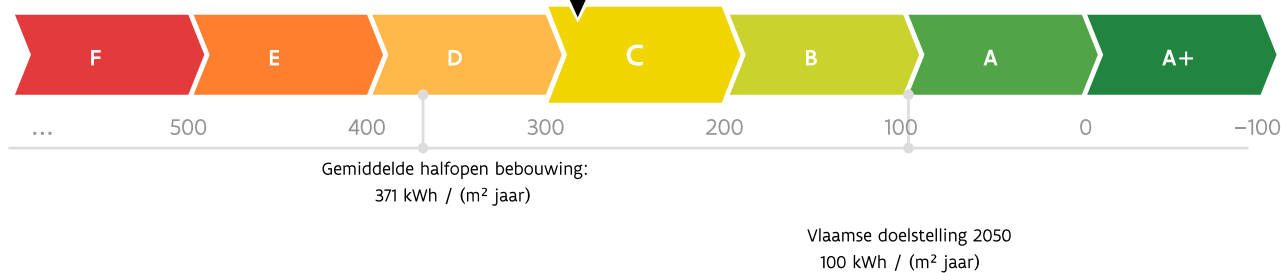 F E D C B A A+
... 500 400 300 200 100 0 −100
Gemiddelde halfopen bebouwing:
371 kWh / (m² jaar)
Vlaamse doelstelling 2050
100 kWh / (m² jaar)